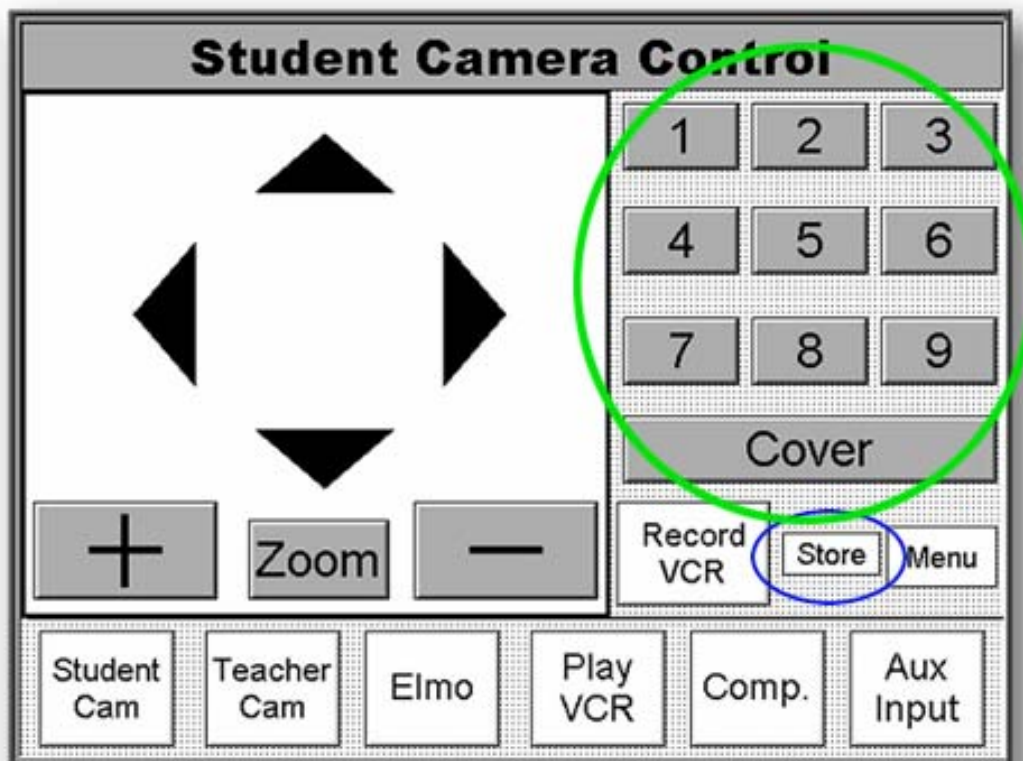 Student Camera Control
1 2 3
4 5 6
7 8 9
Cover
+ Zoom −
Record
VCR
Store
Menu
Student
Cam
Teacher
Cam
Elmo
Play
VCR
Comp.
Aux
Input